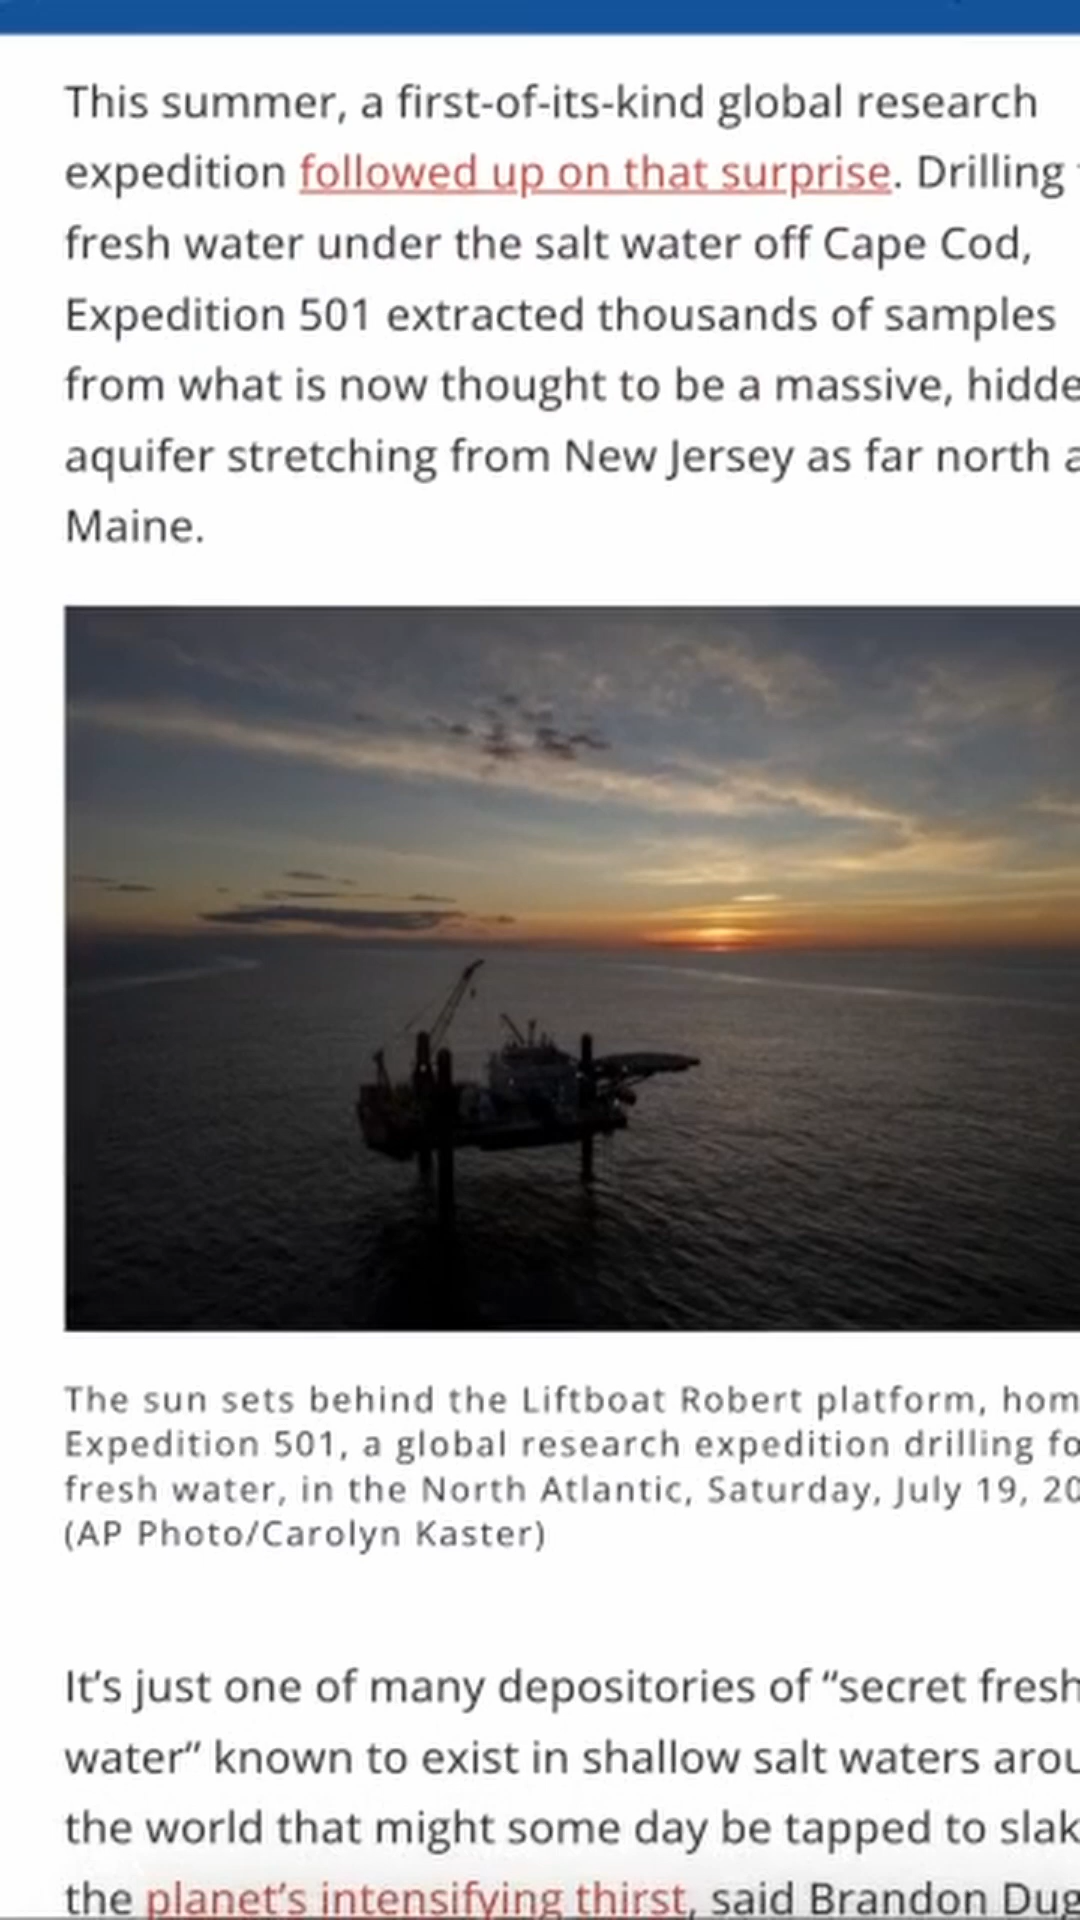 This summer, a first-of-its-kind global research
expedition followed up on that surprise. Drilling
fresh water under the salt water off Cape Cod,
Expedition 501 extracted thousands of samples
from what is now thought to be a massive, hidde
aquifer stretching from New Jersey as far north a
Maine.
The sun sets behind the Liftboat Robert platform, hom
Expedition 501, a global research expedition drilling fo
fresh water, in the North Atlantic, Saturday, July 19, 20
(AP Photo/Carolyn Kaster)
It’s just one of many depositories of “secret fresh
water” known to exist in shallow salt waters arou
the world that might some day be tapped to slak
the planet’s intensifying thirst, said Brandon Dug